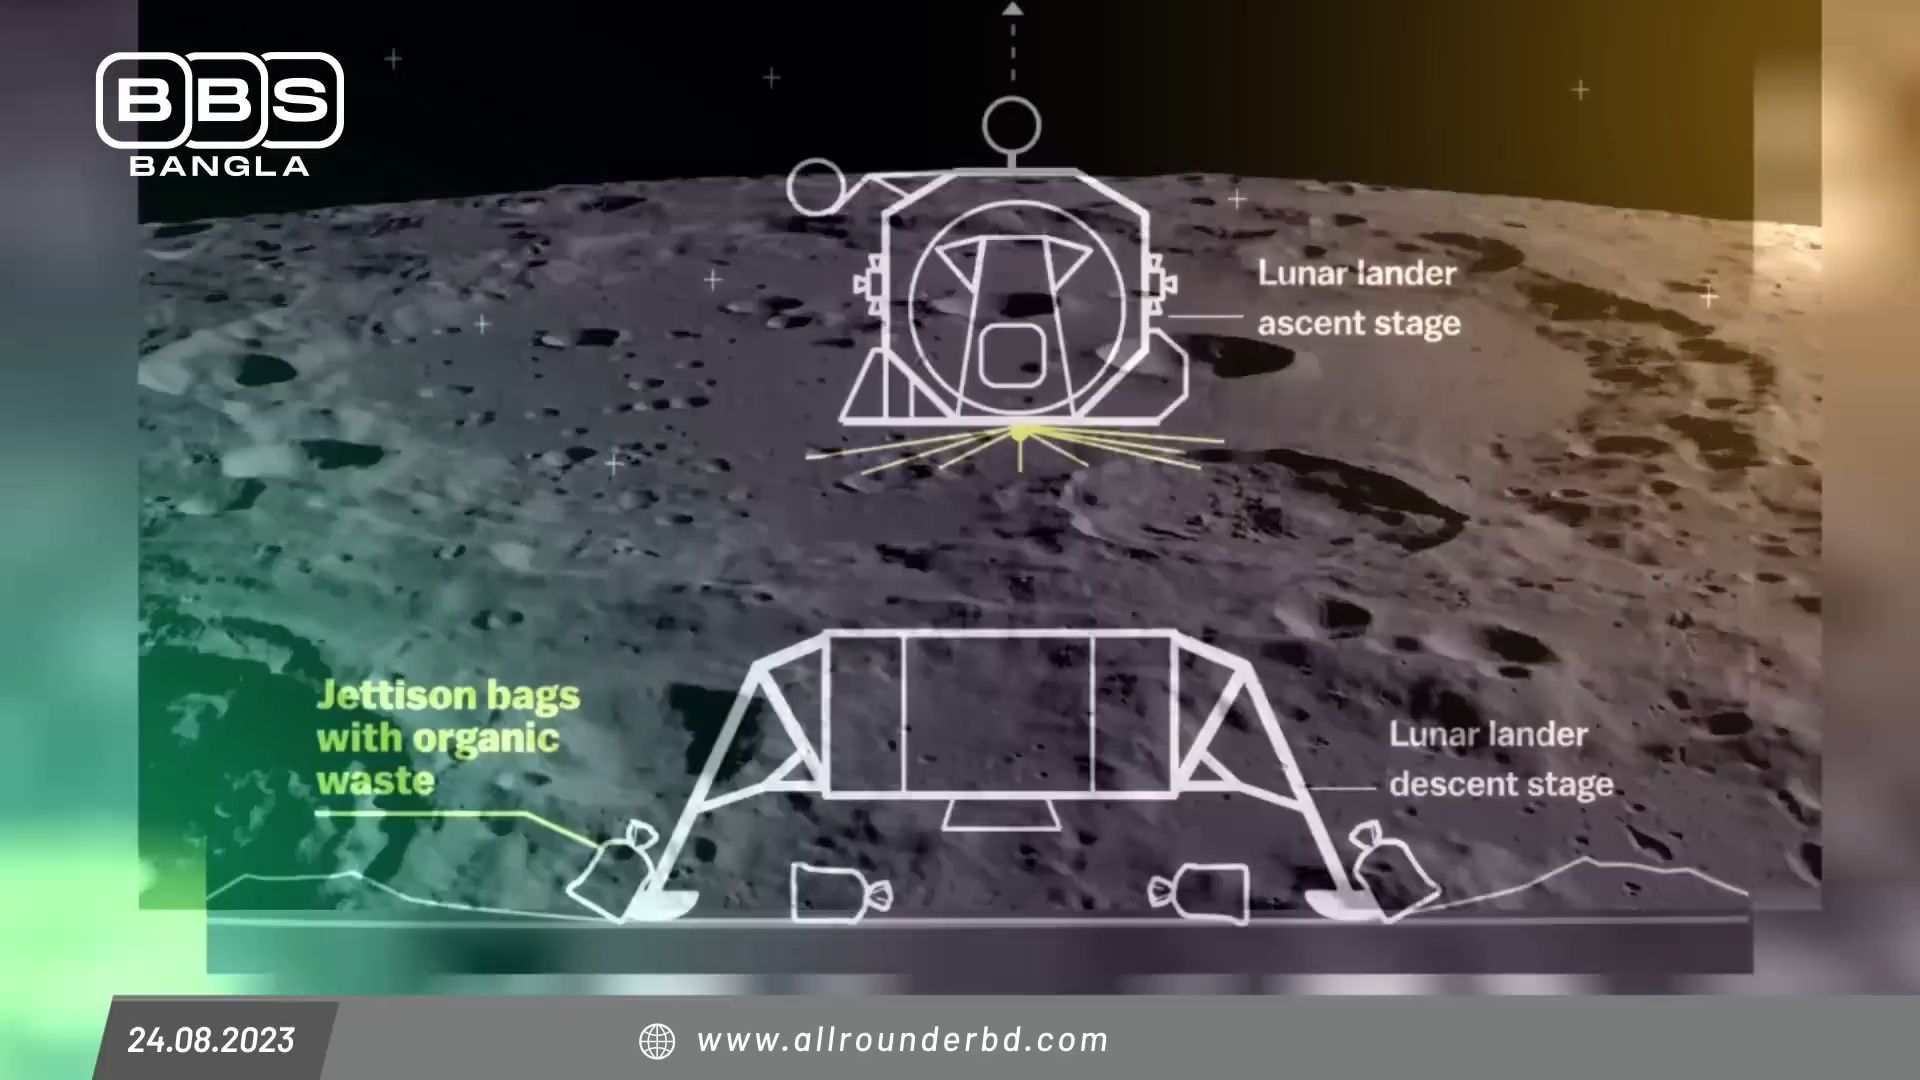 BBS
BANGLA
Lunar lander
ascent stage
Jettison bags
with organic
waste
Lunar lander
descent stage
24.08.2023
www.allrounderbd.com